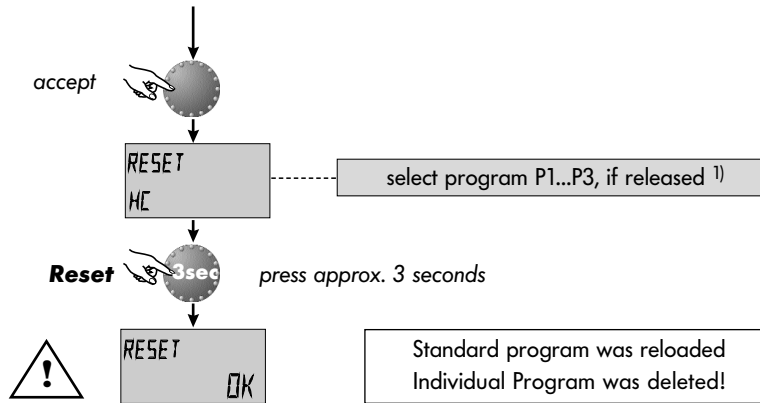 accept
RESET
HC
select program P1...P3, if released 1)
Reset
3sec
press approx. 3 seconds
!
RESET
OK
Standard program was reloaded
Individual Program was deleted!